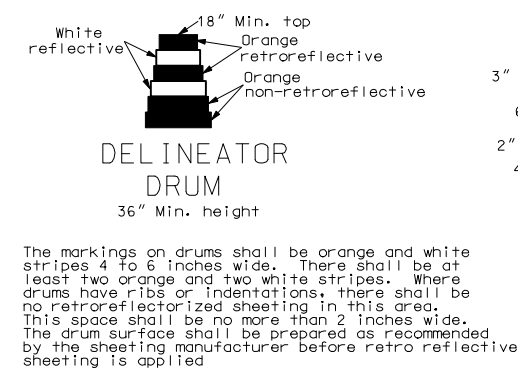 18" Min. top
White
reflective
Orange
retroreflective
Orange
non-retroreflective
3"
6
2"
4
DELINEATOR
DRUM
36" Min. height
The markings on drums shall be orange and white
stripes 4 to 6 inches wide. There shall be at
least two orange and two white stripes. Where
drums have ribs or indentations, there shall be
no retroreflectorized sheeting in this area.
This space shall be no more than 2 inches wide.
The drum surface shall be prepared as recommended
by the sheeting manufacturer before retro reflective
sheeting is applied